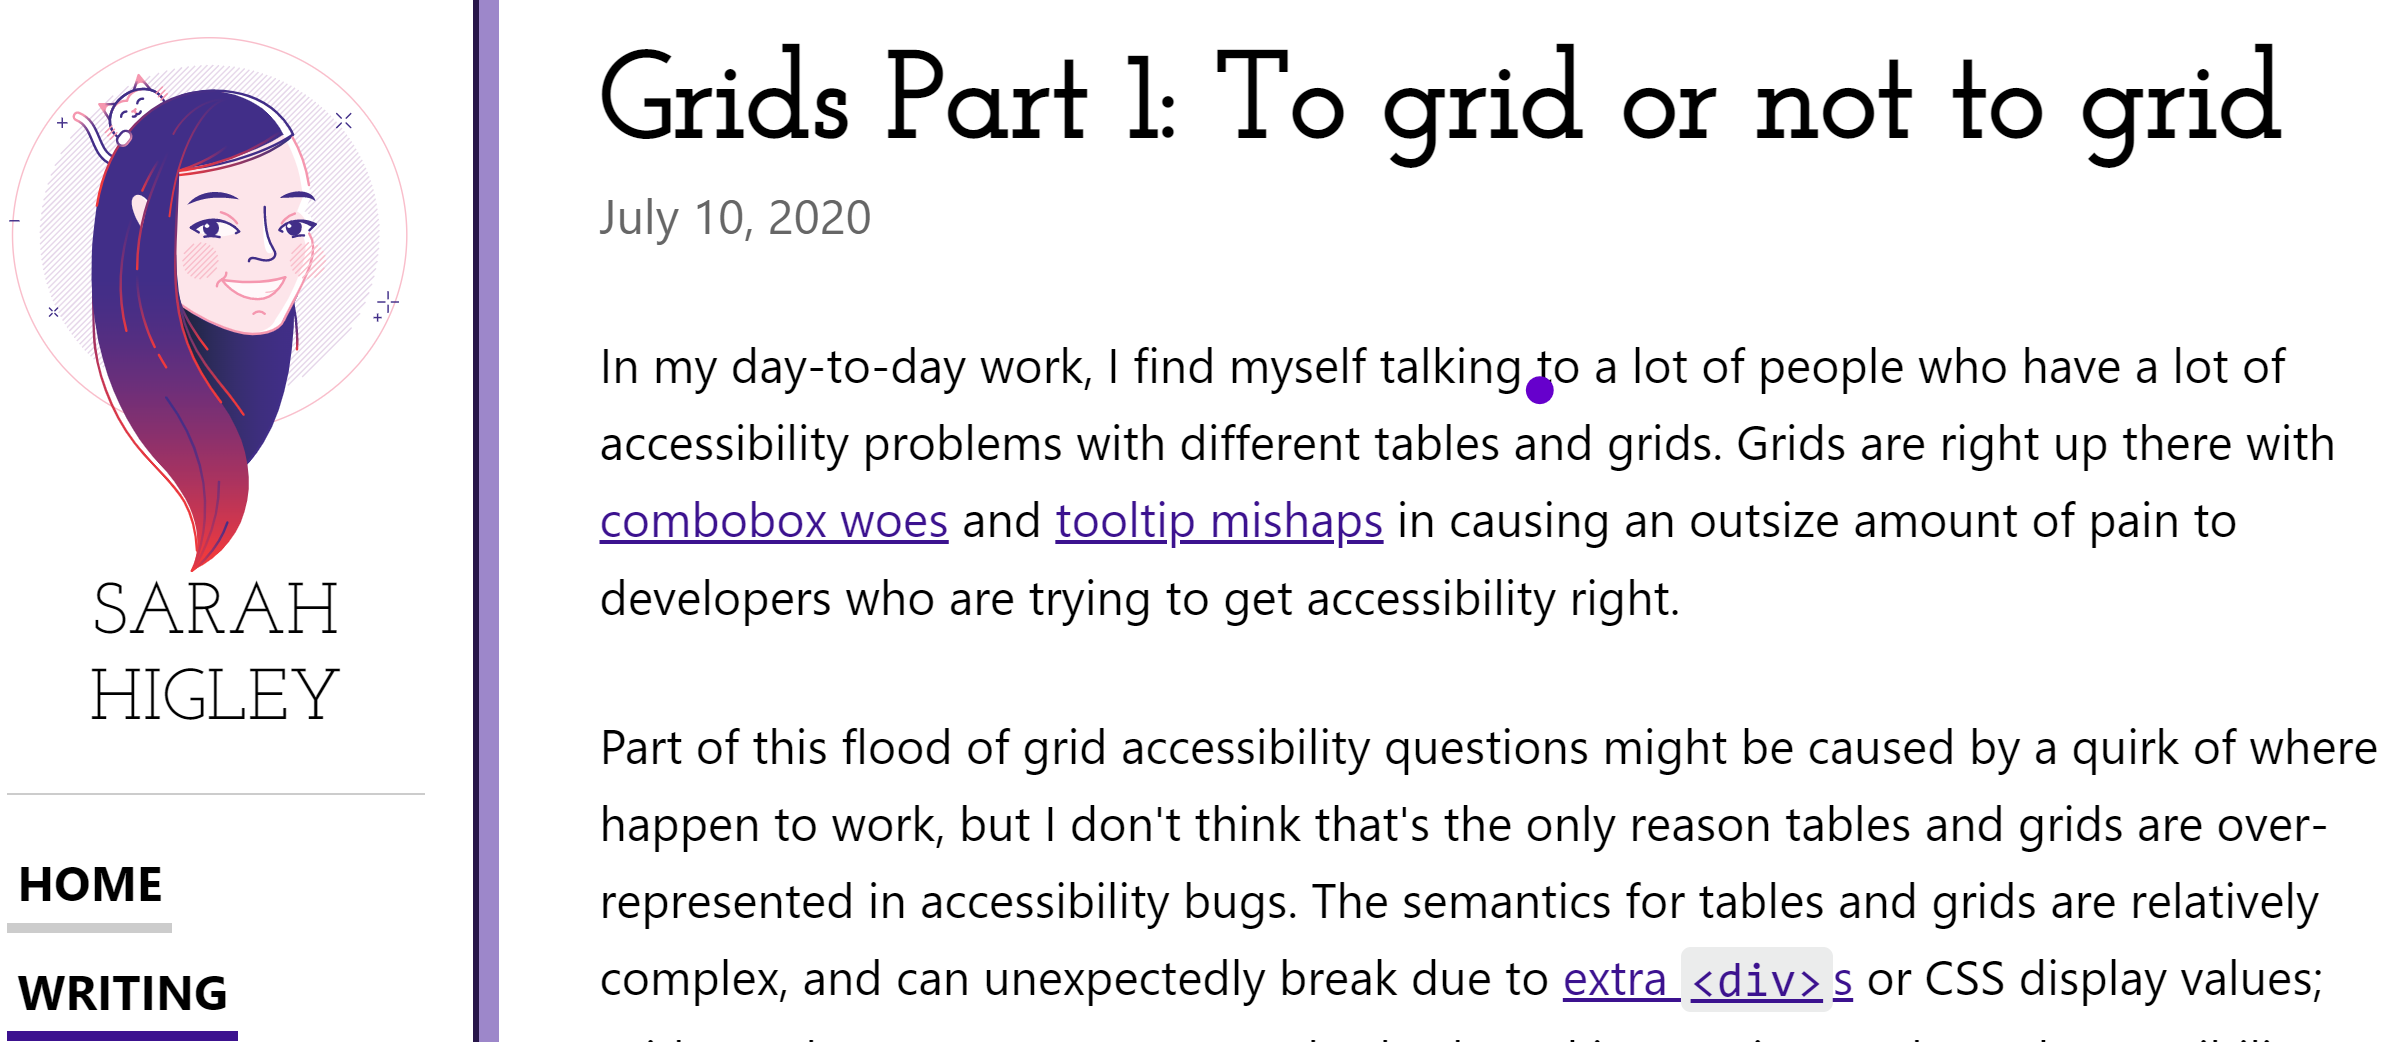 Grids Part 1: To grid or not to grid
July 10, 2020
In my day-to-day work, I find myself talking to a lot of people who have a lot of
accessibility problems with different tables and grids. Grids are right up there with
combobox woes and tooltip mishaps in causing an outsize amount of pain to
developers who are trying to get accessibility right.
Part of this flood of grid accessibility questions might be caused by a quirk of where
happen to work, but I don't think that's the only reason tables and grids are over-
represented in accessibility bugs. The semantics for tables and grids are relatively
complex, and can unexpectedly break due to extra <div>s or CSS display values;
SARAH
HIGLEY
HOME
WRITING